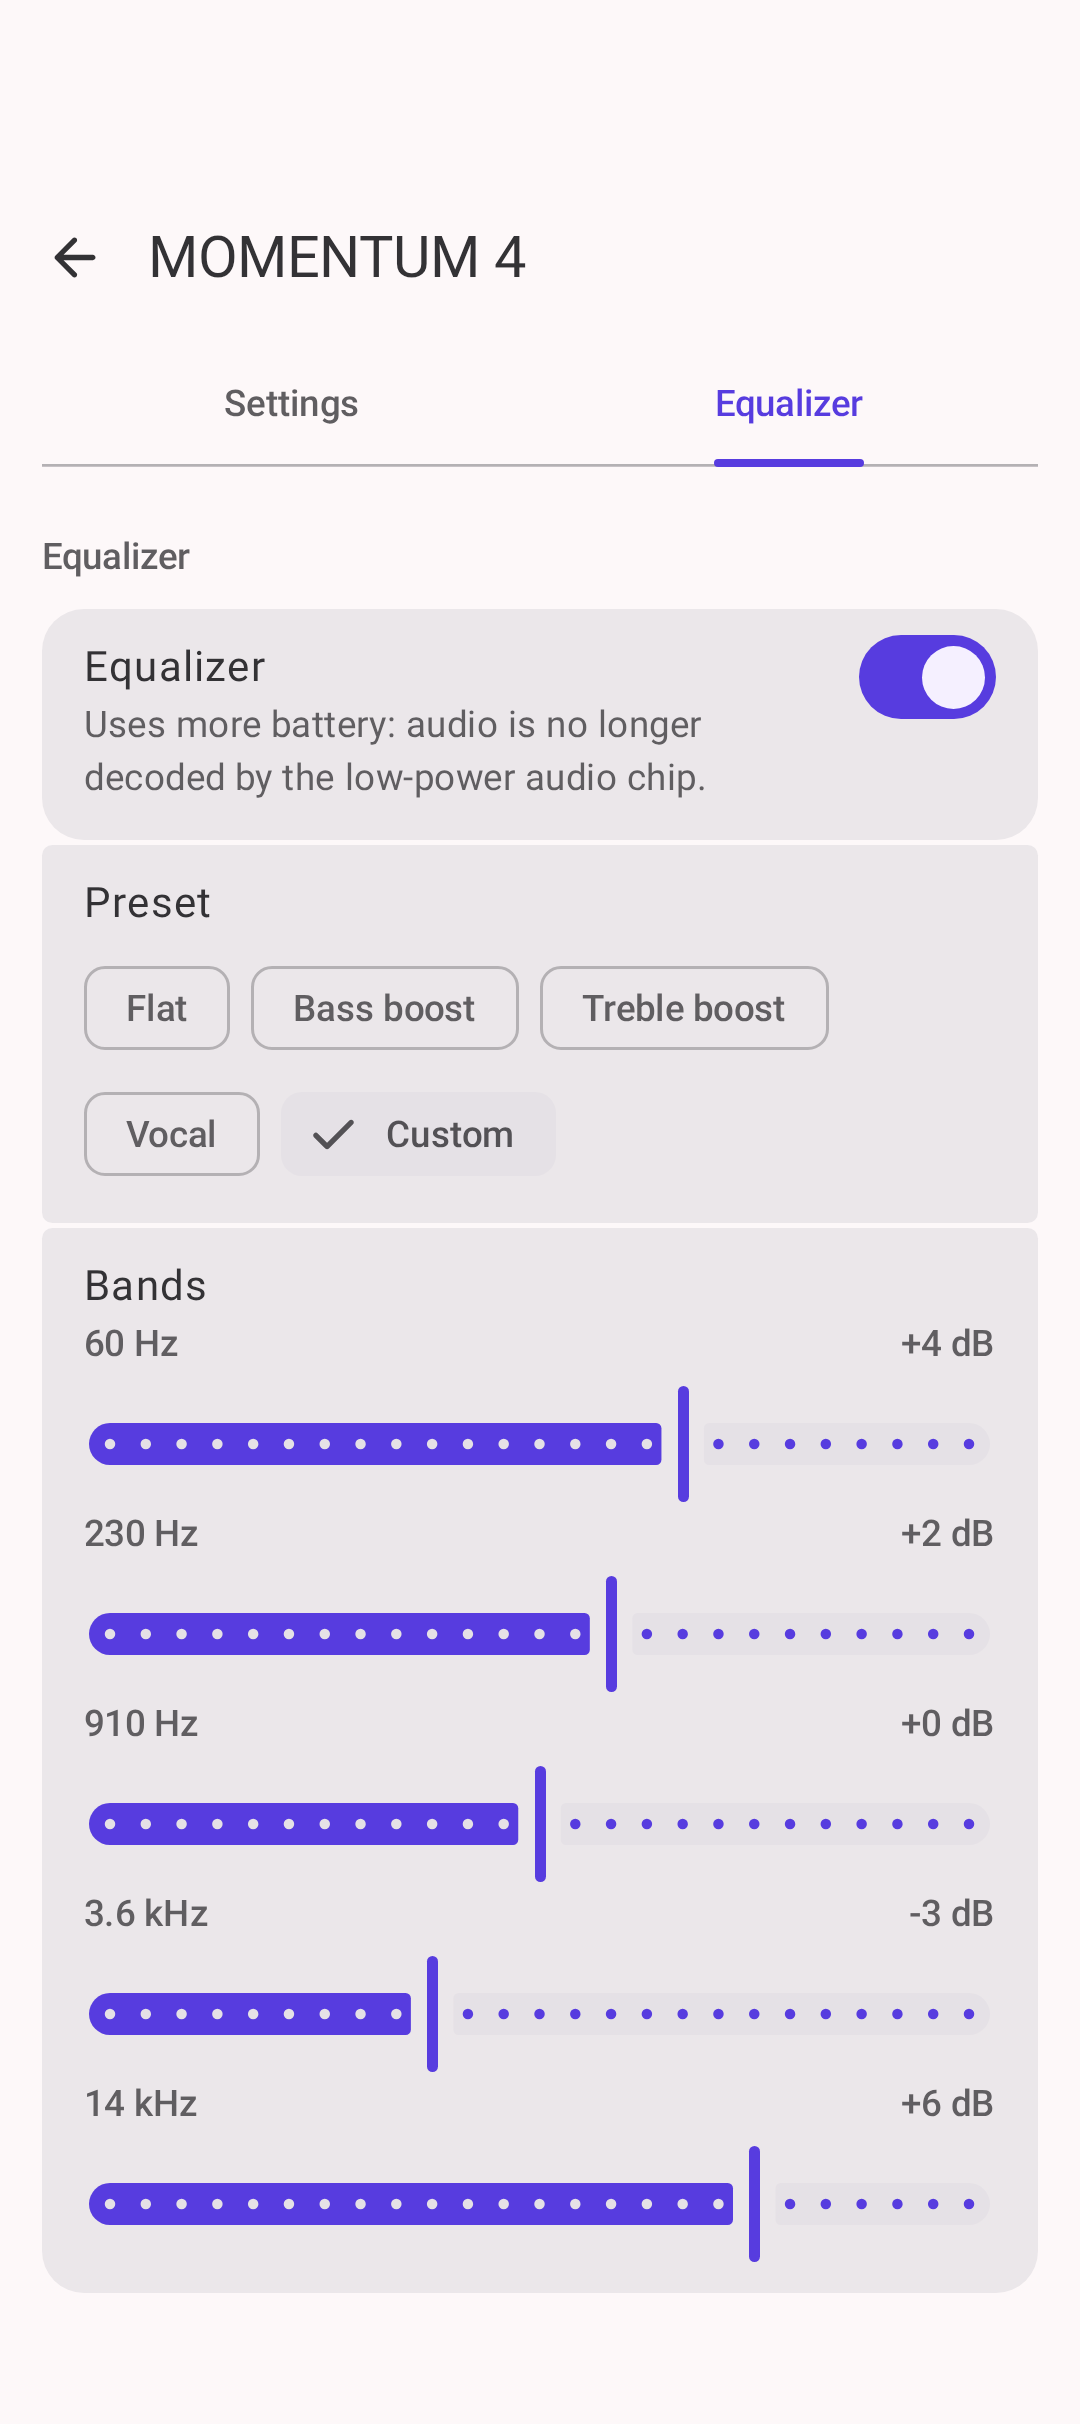 MOMENTUM 4
Settings
Equalizer
Equalizer
Equalizer
Uses more battery: audio is no longer
decoded by the low-power audio chip.
Preset
Flat
Bass boost
Treble boost
Vocal
Custom
Bands
60 Hz
+4 dB
230 Hz
+2 dB
910 Hz
+0 dB
3.6 kHz
-3 dB
14 kHz
+6 dB